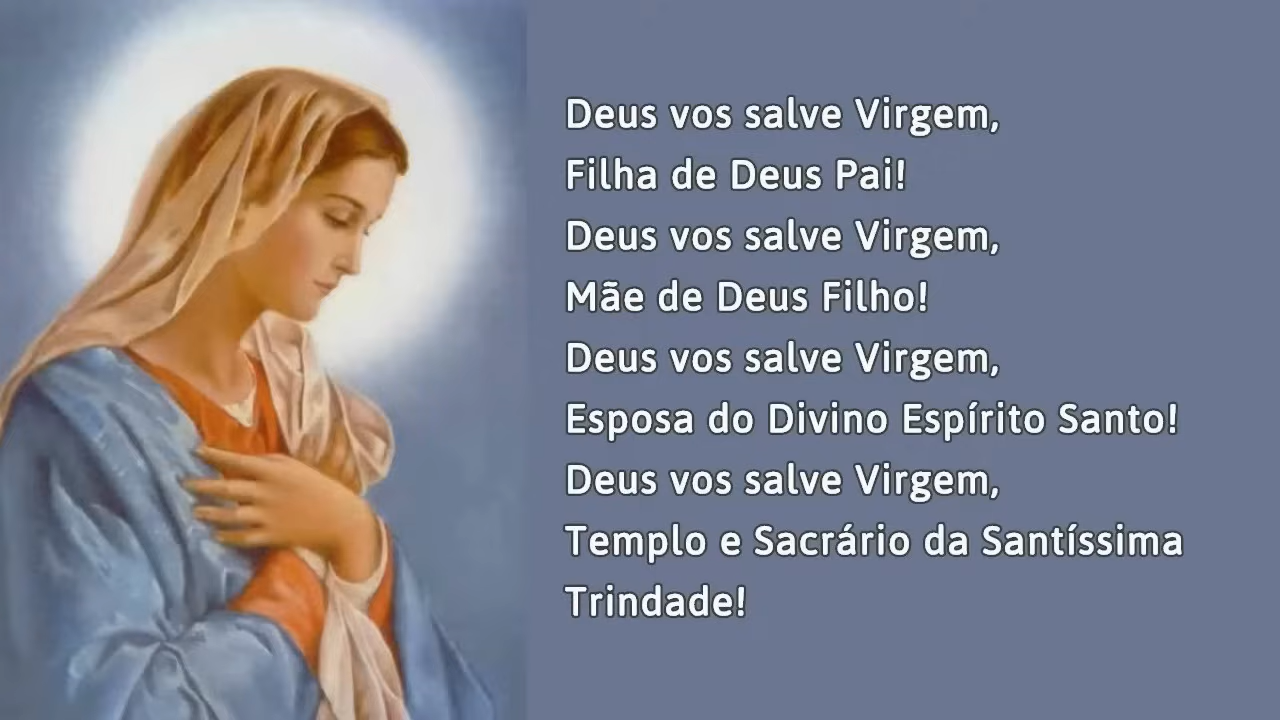 Deus vos salve Virgem,
Filha de Deus Pai!
Deus vos salve Virgem,
Mãe de Deus Filho!
Deus vos salve Virgem,
Esposa do Divino Espírito Santo!
Deus vos salve Virgem,
Templo e Sacrário da Santíssima
Trindade!